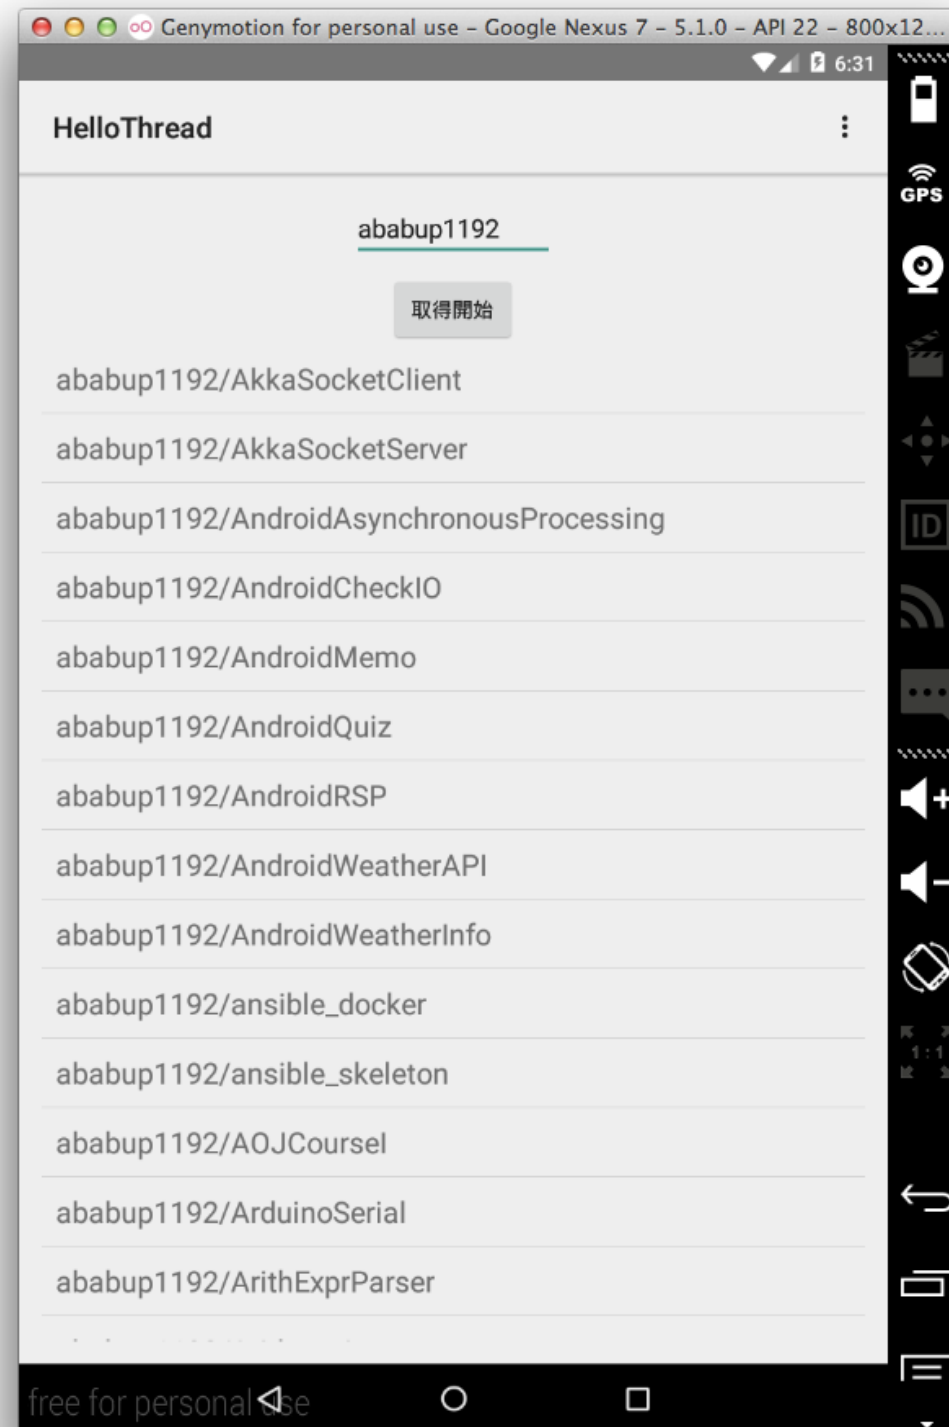 Genymotion for personal use – Google Nexus 7 – 5.1.0 – API 22 – 800x12...
6:31
HelloThread
GPS
ababup1192
取得開始
ababup1192/AkkaSocketClient
ababup1192/AkkaSocketServer
ababup1192/AndroidAsynchronousProcessing
ID
ababup1192/AndroidCheckIO
ababup1192/AndroidMemo
ababup1192/AndroidQuiz
ababup1192/AndroidRSP
ababup1192/AndroidWeatherAPI
ababup1192/AndroidWeatherInfo
ababup1192/ansible_docker
1:1
ababup1192/ansible_skeleton
ababup1192/AOJCourseI
ababup1192/ArduinoSerial
ababup1192/ArithExprParser
free for personal use